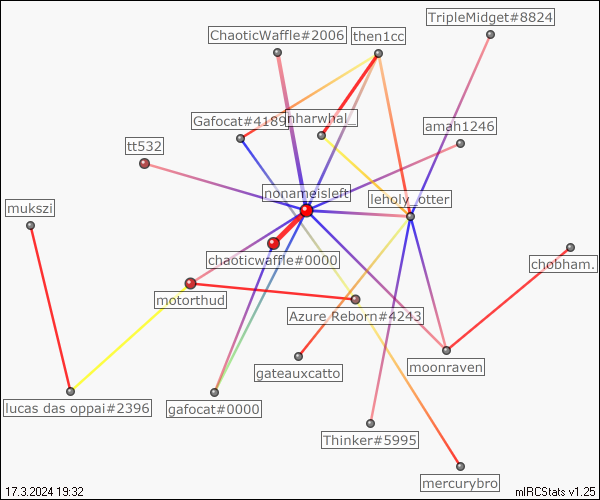 TripleMidget#8824
ChaoticWaffle#2006
then1cc
Gafocat#4189
nharwhal_
amah1246
tt532
nonameisleft
leholy_otter
mukszi
chaoticwaffle#0000
chobham.
motorthud
Azure Reborn#4243
gateauxcatto
moonraven
lucas das oppai#2396
gafocat#0000
Thinker#5995
mercurybro
17.3.2024 19:32
mIRCStats v1.25